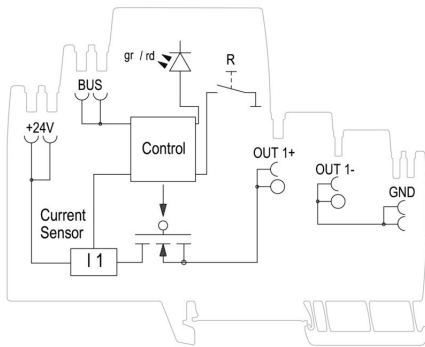 gr / rd
R
BUS
+24V
Control
OUT 1+
OUT 1-
GND
Current
Sensor
I 1